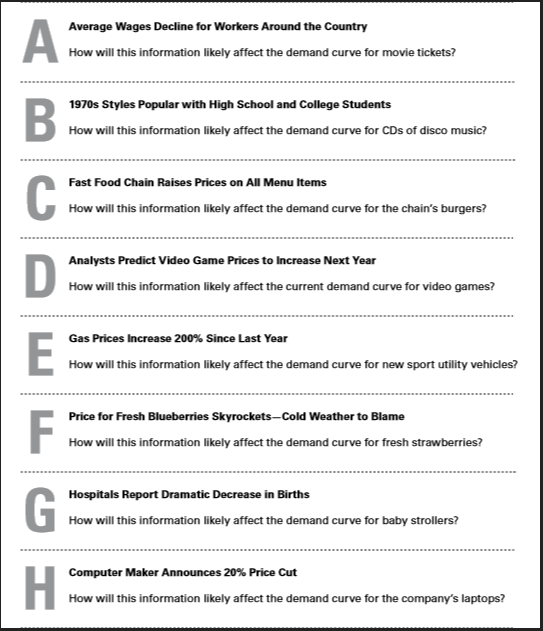 A
Average Wages Decline for Workers Around the Country
How will this information likely affect the demand curve for movie tickets?
B
1970s Styles Popular with High School and College Students
How will this information likely affect the demand curve for CDs of disco music?
C
Fast Food Chain Raises Prices on All Menu Items
How will this information likely affect the demand curve for the chain's burgers?
D
Analysts Predict Video Game Prices to Increase Next Year
How will this information likely affect the current demand curve for video games?
E
Gas Prices Increase 200% Since Last Year
How will this information likely affect the demand curve for new sport utility vehicles?
F
Price for Fresh Blueberries Skyrockets—Cold Weather to Blame
How will this information likely affect the demand curve for fresh strawberries?
G
Hospitals Report Dramatic Decrease in Births
How will this information likely affect the demand curve for baby strollers?
H
Computer Maker Announces 20% Price Cut
How will this information likely affect the demand curve for the company's laptops?